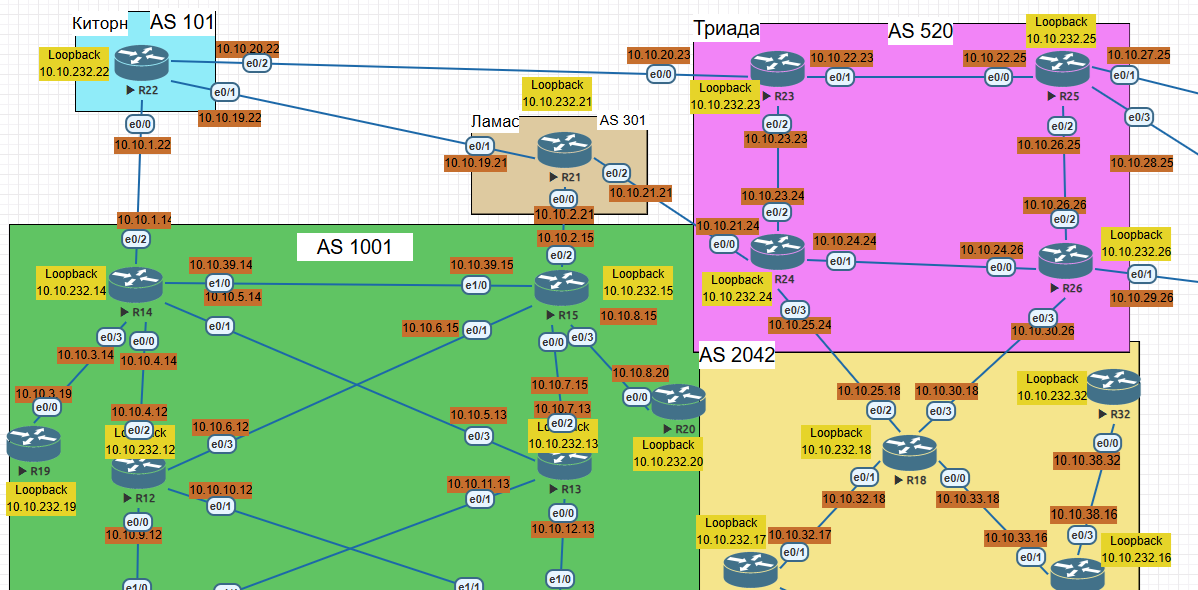 Киторн
AS 101
Loopback
10.10.232.22
R22
10.10.20.22
e0/2
e0/1
10.10.19.22
e0/0
10.10.1.22
10.10.20.23
e0/0
Триада
AS 520
Loopback
10.10.232.23
R23
10.10.22.23
e0/1
10.10.22.25
e0/0
Loopback
10.10.232.25
R25
10.10.27.25
e0/1
e0/3
10.10.28.25
e0/2
10.10.23.23
e0/2
10.10.26.25
Loopback
10.10.232.21
Ламас
AS 301
e0/1
10.10.19.21
R21
e0/2
10.10.21.21
e0/0
10.10.2.21
10.10.23.24
e0/2
10.10.21.24
e0/0
R24
10.10.24.24
e0/1
Loopback
10.10.232.24
e0/3
10.10.25.24
10.10.26.26
e0/2
10.10.24.26
e0/0
R26
Loopback
10.10.232.26
e0/1
10.10.29.26
e0/3
10.10.30.26
AS 1001
10.10.1.14
e0/2
Loopback
10.10.232.14
R14
10.10.39.14
e1/0
10.10.5.14
e0/1
e0/3
10.10.3.14
e0/0
10.10.4.14
10.10.2.15
e0/2
10.10.39.15
e1/0
Loopback
10.10.232.15
R15
10.10.8.15
10.10.6.15
e0/1
e0/0
e0/3
10.10.3.19
e0/0
R19
Loopback
10.10.232.19
10.10.4.12
e0/2
10.10.232.12
10.10.6.12
e0/3
R12
10.10.10.12
e0/1
e0/0
10.10.9.12
e1/0
10.10.7.15
10.10.7.13
e0/2
10.10.232.13
10.10.5.13
e0/3
R13
10.10.11.13
e0/1
e0/0
10.10.12.13
e1/0
e1/1
10.10.8.20
e0/0
R20
Loopback
10.10.232.20
AS 2042
10.10.25.18
e0/2
10.10.30.18
e0/3
Loopback
10.10.232.18
R18
e0/1
10.10.32.18
e0/0
10.10.33.18
Loopback
10.10.232.32
R32
e0/0
10.10.38.32
10.10.38.16
e0/3
Loopback
10.10.232.17
10.10.32.17
e0/1
10.10.33.16
e0/1
Loopback
10.10.232.16